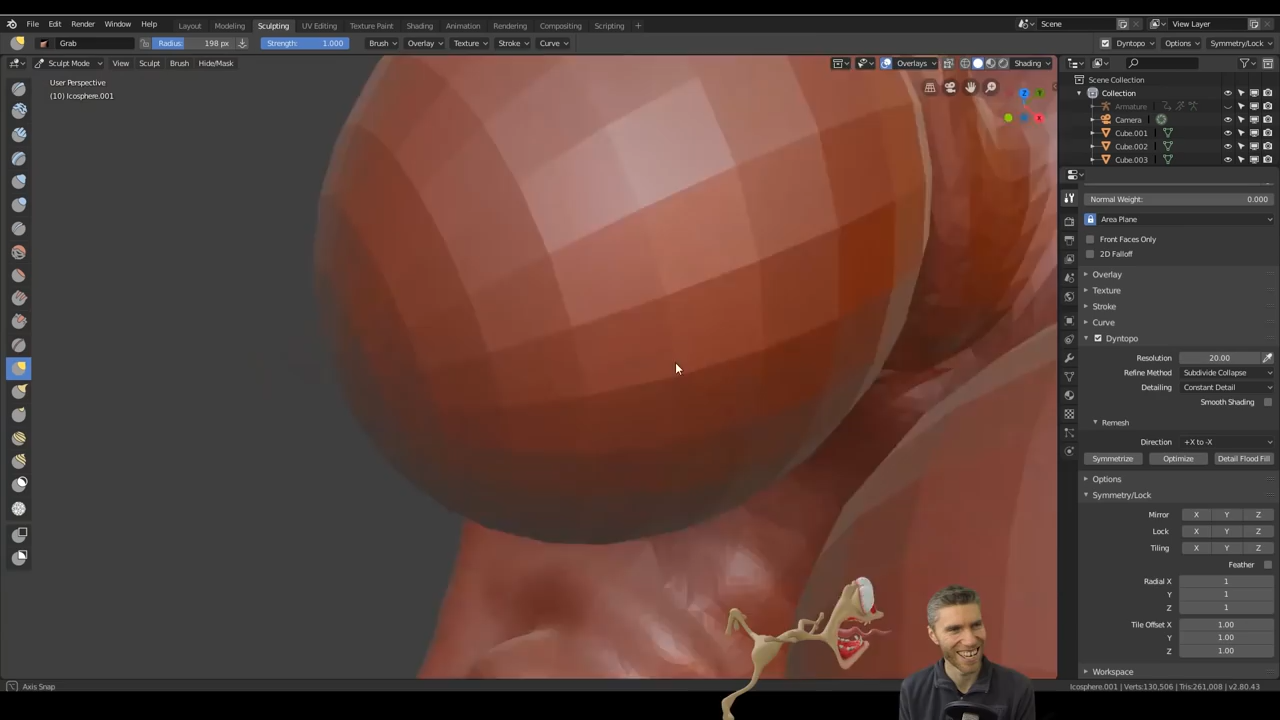 File Edit Render Window Help Layout Modeling Sculpting UV Editing Texture Paint Shading Animation Rendering Compositing Scripting + Scene View Layer
Grab Radius 198 px Strength: 1.000 Brush Overlay Texture Stroke Curve Dyntopo Options Symmetry/Lock
Sculpt Mode View Sculpt Brush Hide/Mask Overlays Shading
User Perspective
(10) Icosphere.001
Scene Collection
Collection
Armature
Camera
Cube.001
Cube.002
Cube.003
Normal Weight: 0.000
Area Plane
Front Faces Only
2D Falloff
Overlay
Texture
Stroke
Curve
Dyntopo
Resolution 20.00
Refine Method Subdivide Collapse
Detailing Constant Detail
Smooth Shading
Remesh
Direction +X to -X
Symmetrize Optimize Detail Flood Fill
Options
Symmetry/Lock
Mirror X Y Z
Lock X Y Z
Tiling X Y Z
Feather
Radial X 1
Y 1
Z 1
Tile Offset X 1.00
Y 1.00
Z 1.00
Workspace
Axis Snap Icosphere.001 | Verts:130,506 | Tris:261,008 | v2.80.43